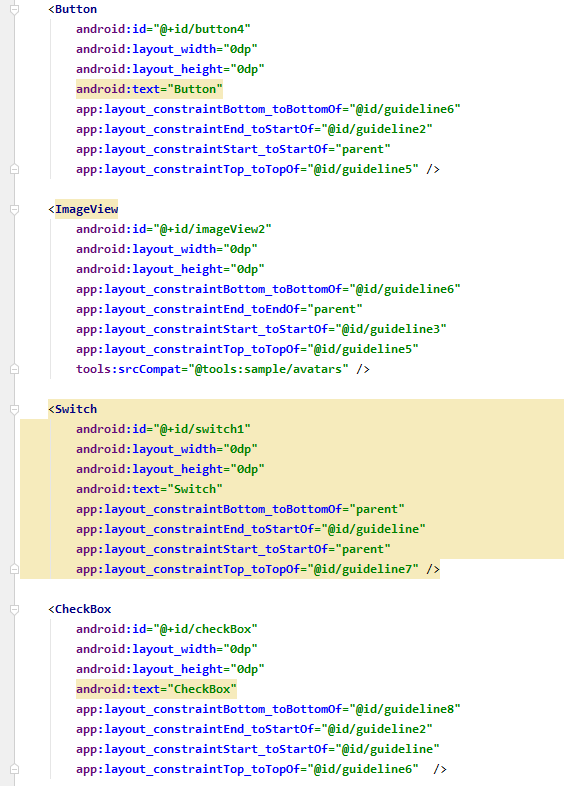 <Button
android:id="@+id/button4"
android:layout_width="0dp"
android:layout_height="0dp"
android:text="Button"
app:layout_constraintBottom_toBottomOf="@id/guideline6"
app:layout_constraintEnd_toStartOf="@id/guideline2"
app:layout_constraintStart_toStartOf="parent"
app:layout_constraintTop_toTopOf="@id/guideline5" />
<ImageView
android:id="@+id/imageView2"
android:layout_width="0dp"
android:layout_height="0dp"
app:layout_constraintBottom_toBottomOf="@id/guideline6"
app:layout_constraintEnd_toEndOf="parent"
app:layout_constraintStart_toStartOf="@id/guideline3"
app:layout_constraintTop_toTopOf="@id/guideline5"
tools:srcCompat="@tools:sample/avatars" />
<Switch
android:id="@+id/switch1"
android:layout_width="0dp"
android:layout_height="0dp"
android:text="Switch"
app:layout_constraintBottom_toBottomOf="parent"
app:layout_constraintEnd_toStartOf="@id/guideline"
app:layout_constraintStart_toStartOf="parent"
app:layout_constraintTop_toTopOf="@id/guideline7" />
<CheckBox
android:id="@+id/checkBox"
android:layout_width="0dp"
android:layout_height="0dp"
android:text="CheckBox"
app:layout_constraintBottom_toBottomOf="@id/guideline8"
app:layout_constraintEnd_toStartOf="@id/guideline2"
app:layout_constraintStart_toStartOf="@id/guideline"
app:layout_constraintTop_toTopOf="@id/guideline6"  />